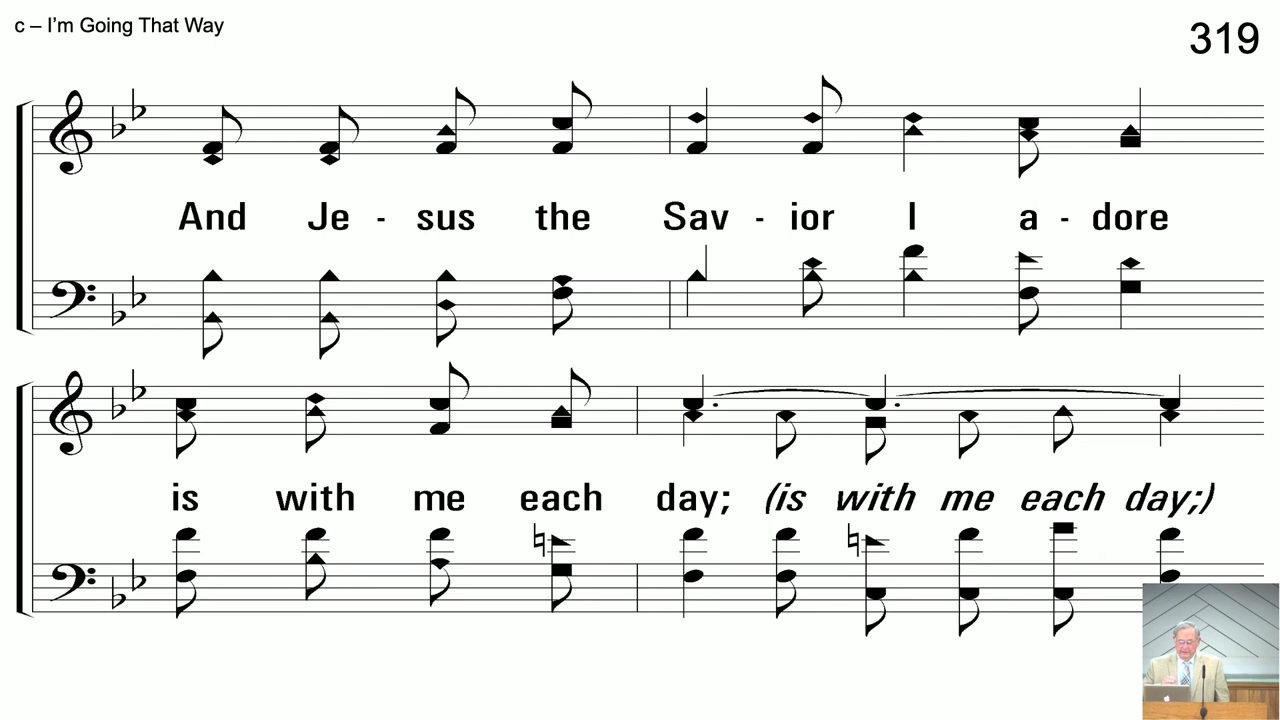 c – I'm Going That Way
319
And Je - sus the Sav - ior I a - dore
is with me each day; (is with me each day;)